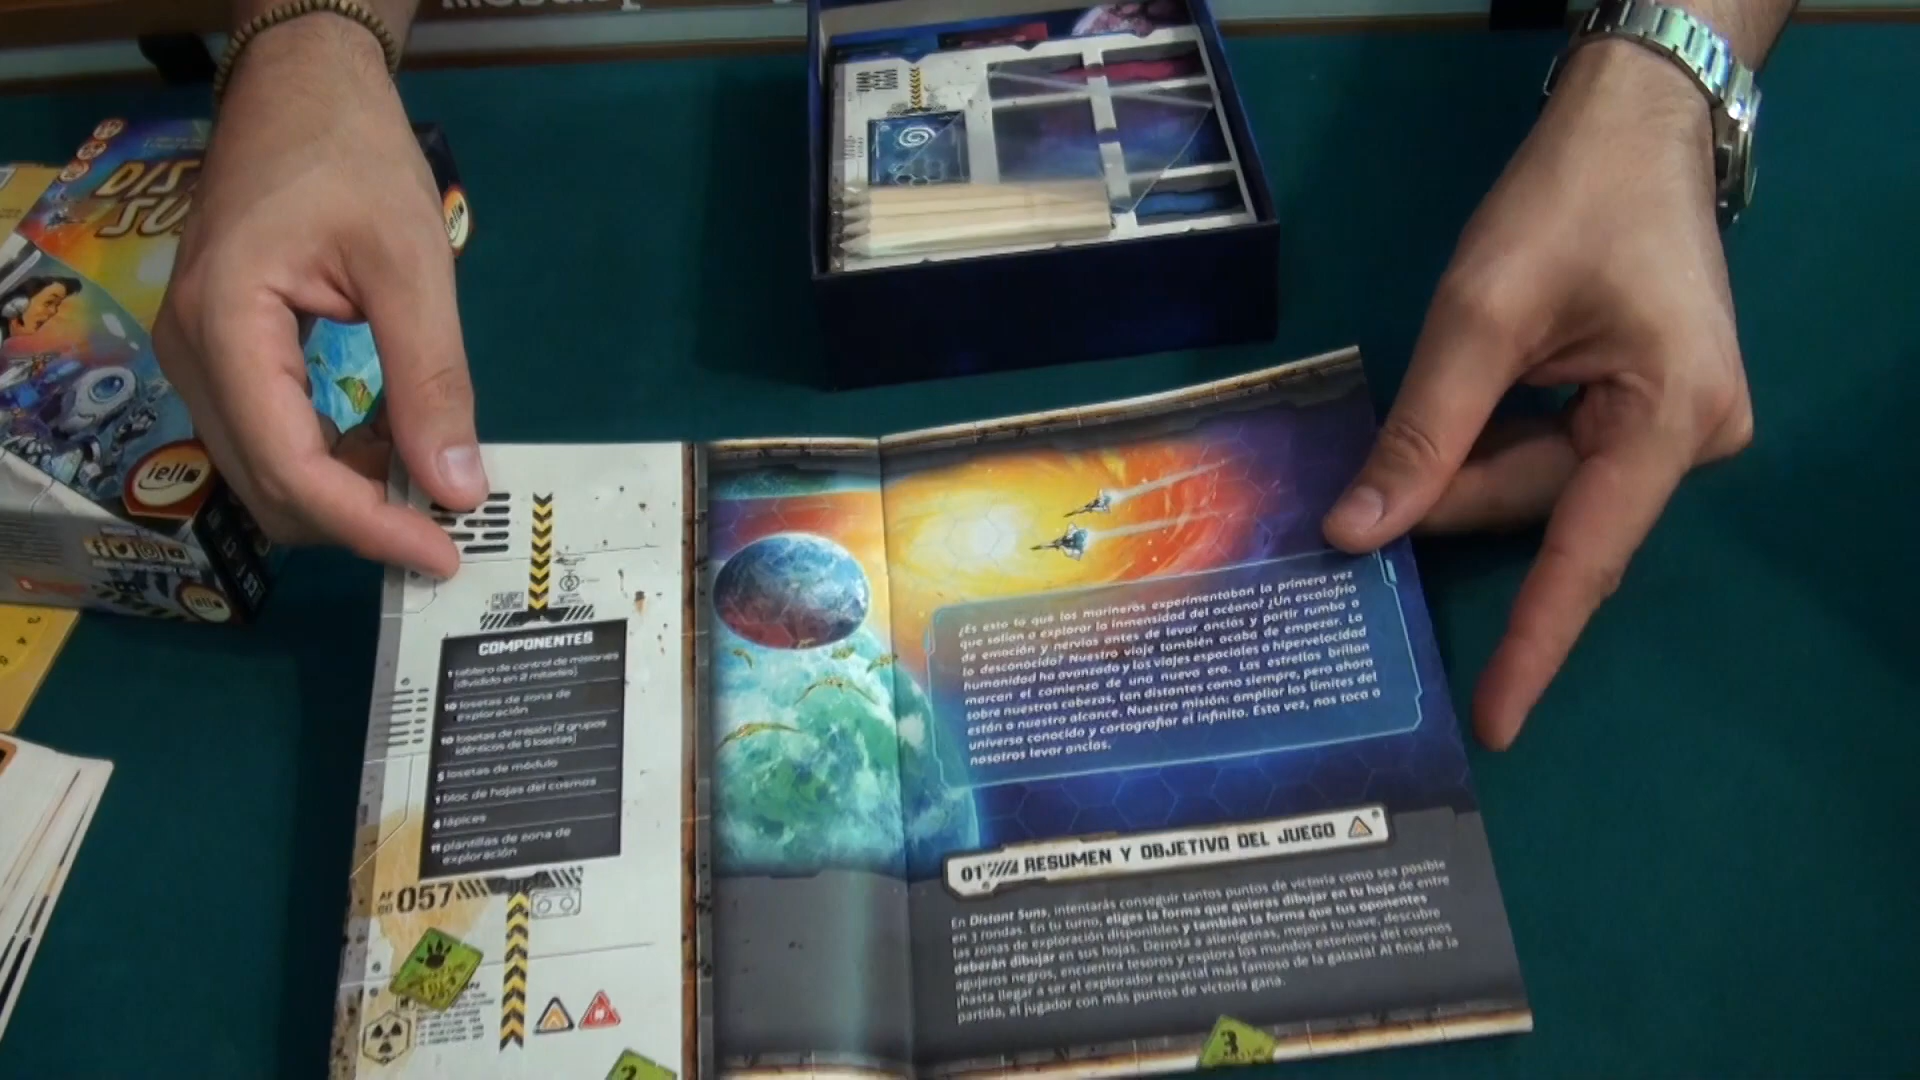 DIS
SU
iello
iello
iello
COMPONENTES
1 tablero de control de misiones
(dividido en 2 mitades)
10 losetas de zona de
exploración
10 losetas de misión (2 grupos
idénticos de 5 losetas)
5 losetas de módulo
1 bloc de hojas del cosmos
4 lápices
11 plantillas de zona de
exploración
057
2
¿Es esto lo que los marineros experimentaban la primera vez
que salían a explorar la inmensidad del océano? ¿Un escalofrío
de emoción y nervios antes de levar anclas y partir rumbo a
lo desconocido? Nuestro viaje también acaba de empezar. La
humanidad ha avanzado y los viajes espaciales a hipervelocidad
marcan el comienzo de una nueva era. Las estrellas brillan
sobre nuestras cabezas, tan distantes como siempre, pero ahora
están a nuestro alcance. Nuestra misión: ampliar los límites del
universo conocido y cartografiar el infinito. Esta vez, nos toca a
nosotros levar anclas.
01 RESUMEN Y OBJETIVO DEL JUEGO
En Distant Suns, intentarás conseguir tantos puntos de victoria como sea posible
en 3 rondas. En tu turno, eliges la forma que quieras dibujar en tu hoja de entre
las zonas de exploración disponibles y también la forma que tus oponentes
deberán dibujar en sus hojas. Derrota a alienígenas, mejora tu nave, descubre
agujeros negros, encuentra tesoros y explora los mundos exteriores del cosmos
¡hasta llegar a ser el explorador espacial más famoso de la galaxia! Al final de la
partida, el jugador con más puntos de victoria gana.
3